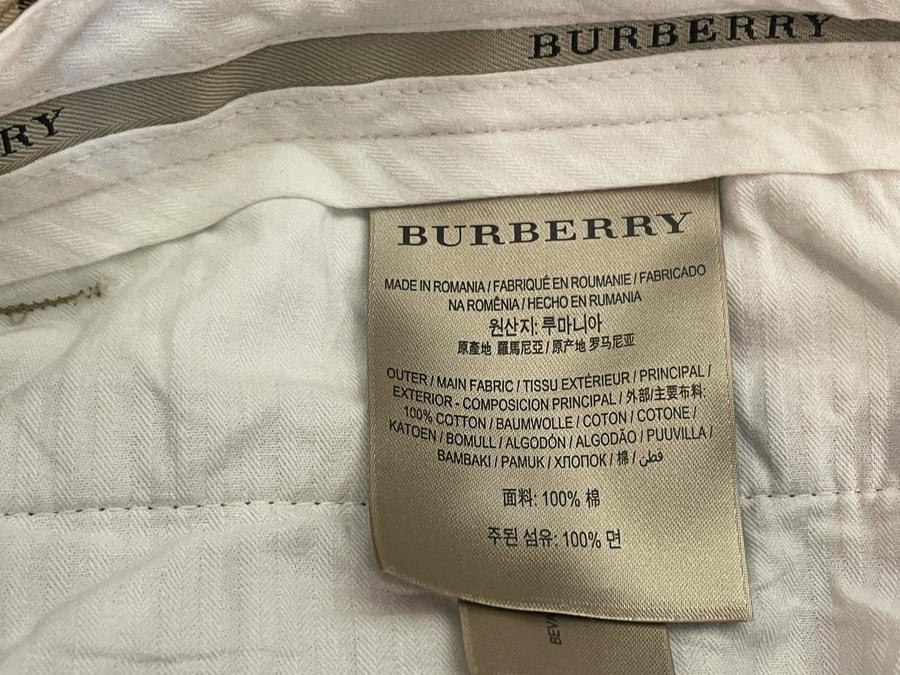 BURBERRY
RY
BURBERRY
MADE IN ROMANIA / FABRIQUÉ EN ROUMANIE / FABRICADO
NA ROMÊNIA / HECHO EN RUMANIA
원산지: 루마니아
原產地 羅馬尼亞 / 原产地 罗马尼亚
OUTER / MAIN FABRIC / TISSU EXTÉRIEUR / PRINCIPAL /
EXTERIOR - COMPOSICION PRINCIPAL / 外部/主要布料:
100% COTTON / BAUMWOLLE / COTON / COTONE /
KATOEN / BOMULL / ALGODÓN / ALGODÃO / PUUVILLA /
BAMBAKI / PAMUK / ХЛОПОК / 棉 / قطن
面料: 100% 棉
주된 섬유: 100% 면
BEV